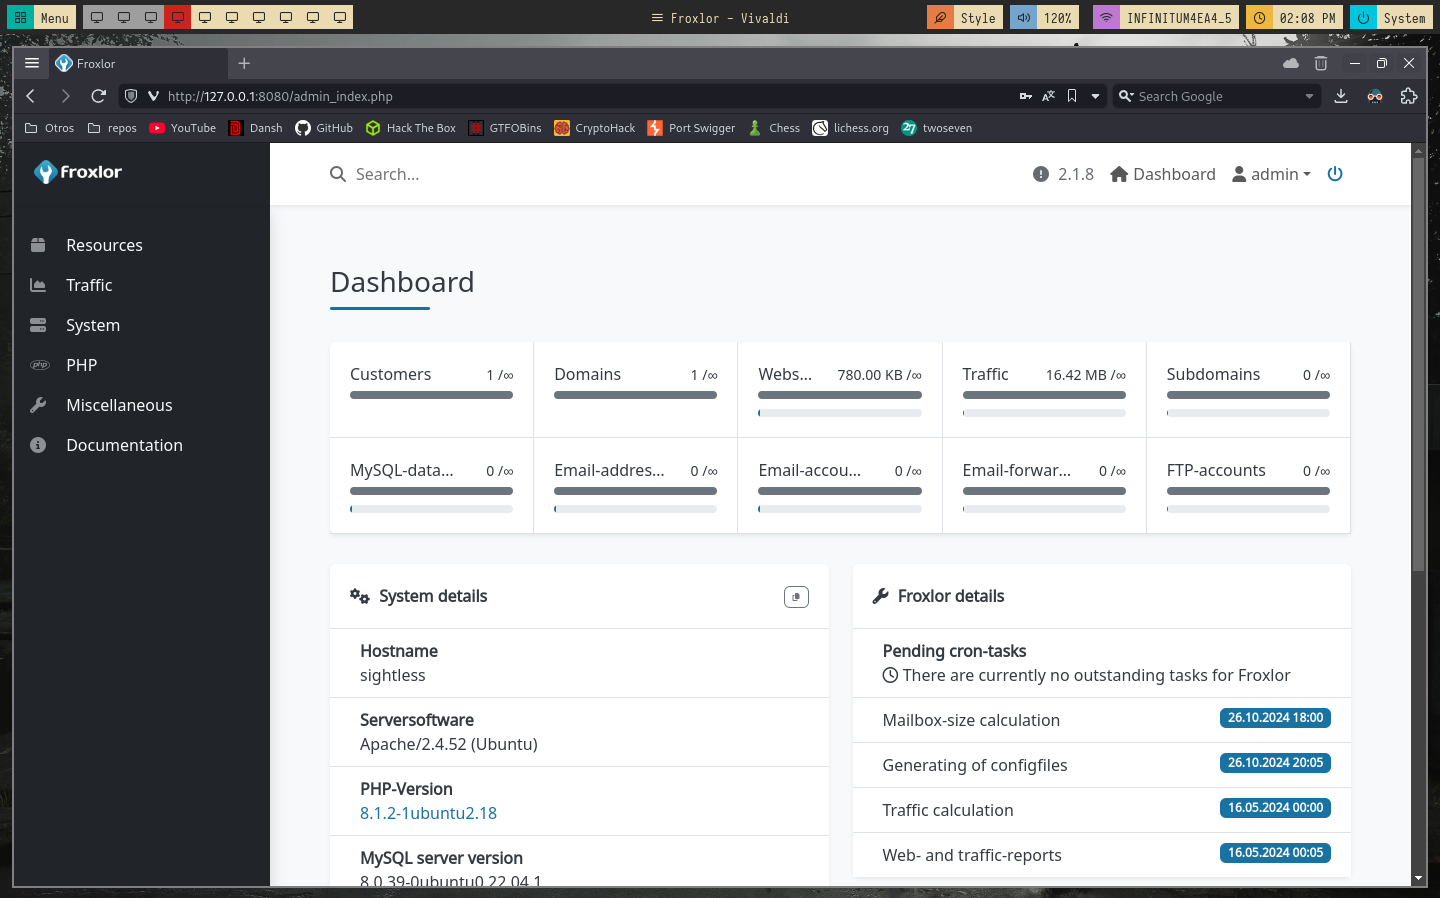 Menu
Froxlor - Vivaldi
Style 120% INFINITUM4EA4_5 02:08 PM System
Froxlor
http://127.0.0.1:8080/admin_index.php
Search Google
Otros repos YouTube Dansh GitHub Hack The Box GTFOBins CryptoHack Port Swigger Chess lichess.org twoseven
froxlor
Search...
2.1.8 Dashboard admin
Resources
Traffic
System
PHP
Miscellaneous
Documentation
Dashboard
Customers 1 /∞
Domains 1 /∞
Webs... 780.00 KB /∞
Traffic 16.42 MB /∞
Subdomains 0 /∞
MySQL-data... 0 /∞
Email-addres... 0 /∞
Email-accou... 0 /∞
Email-forwar... 0 /∞
FTP-accounts 0 /∞
System details
Hostname
sightless
Serversoftware
Apache/2.4.52 (Ubuntu)
PHP-Version
8.1.2-1ubuntu2.18
MySQL server version
8.0.39-0ubuntu0.22.04.1
Froxlor details
Pending cron-tasks
There are currently no outstanding tasks for Froxlor
Mailbox-size calculation 26.10.2024 18:00
Generating of configfiles 26.10.2024 20:05
Traffic calculation 16.05.2024 00:00
Web- and traffic-reports 16.05.2024 00:05